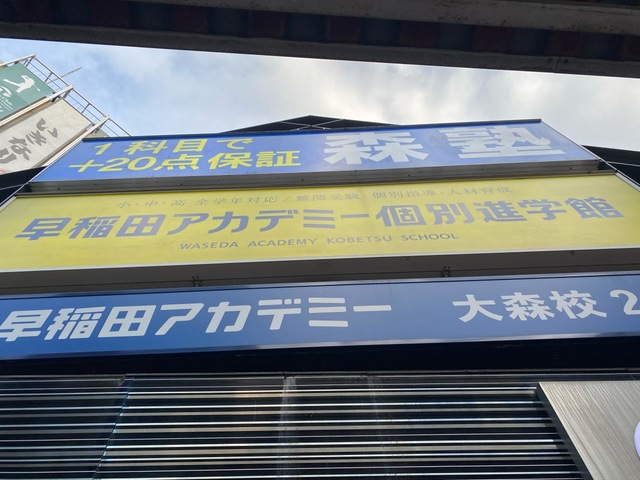 1科目で
+20点保証 森塾
小・中・高 全学年対応/難関受験・個別指導・人材育成
早稲田アカデミー個別進学館
WASEDA ACADEMY KOBETSU SCHOOL
早稲田アカデミー 大森校2